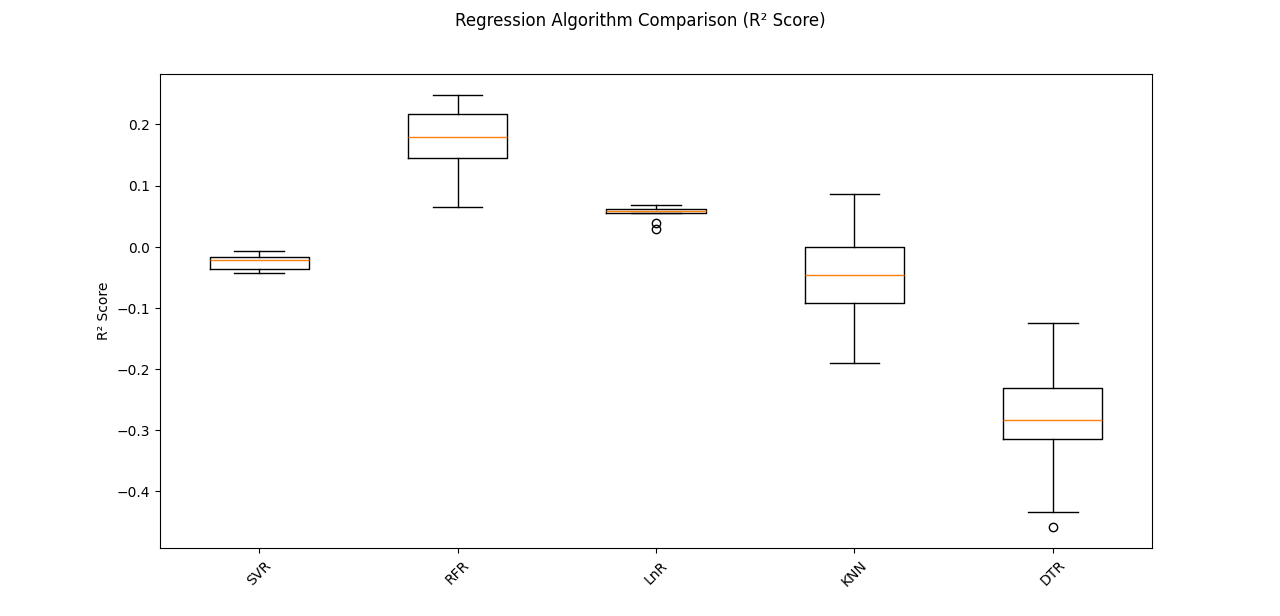 Regression Algorithm Comparison (R² Score)
R² Score
0.2
0.1
0.0
−0.1
−0.2
−0.3
−0.4
SVR
RFR
LnR
KNN
DTR